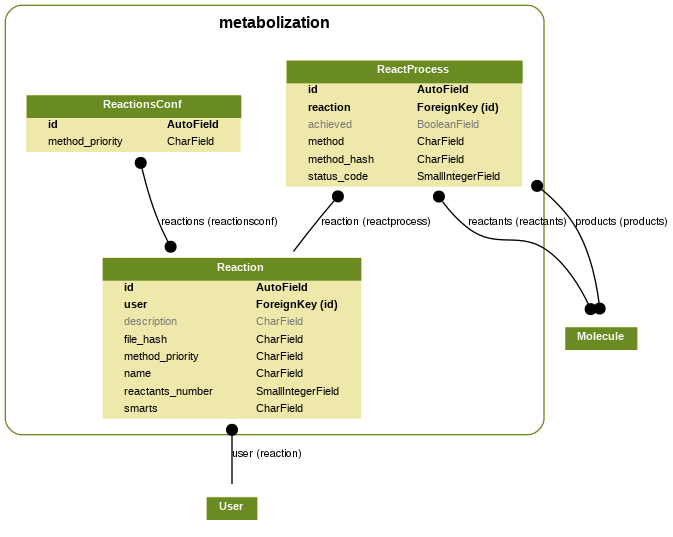 metabolization
ReactProcess
id AutoField
reaction ForeignKey (id)
achieved BooleanField
method CharField
method_hash CharField
status_code SmallIntegerField
ReactionsConf
id AutoField
method_priority CharField
reactions (reactionsconf)
reaction (reactprocess)
reactants (reactants)
products (products)
Reaction
id AutoField
user ForeignKey (id)
description CharField
file_hash CharField
method_priority CharField
name CharField
reactants_number SmallIntegerField
smarts CharField
Molecule
user (reaction)
User